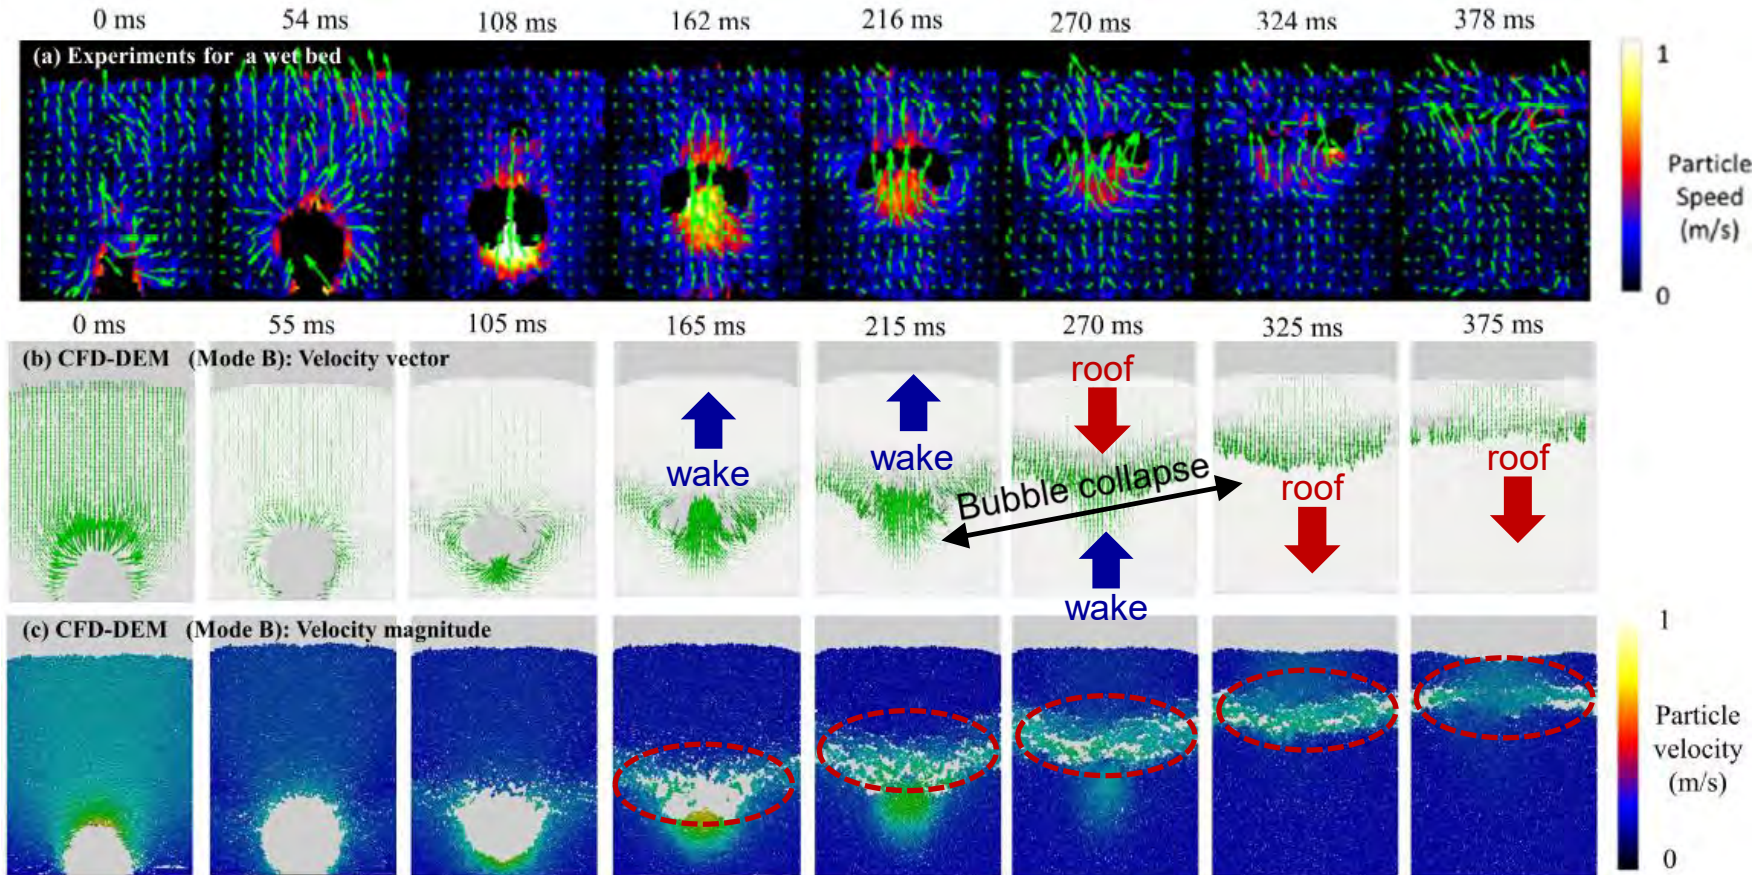 0 ms 54 ms 108 ms 162 ms 216 ms 270 ms 324 ms 378 ms
(a) Experiments for a wet bed
1
Particle
Speed
(m/s)
0
0 ms 55 ms 105 ms 165 ms 215 ms 270 ms 325 ms 375 ms
(b) CFD-DEM (Mode B): Velocity vector
roof
wake
wake
Bubble collapse
roof
roof
wake
(c) CFD-DEM (Mode B): Velocity magnitude
1
Particle
velocity
(m/s)
0